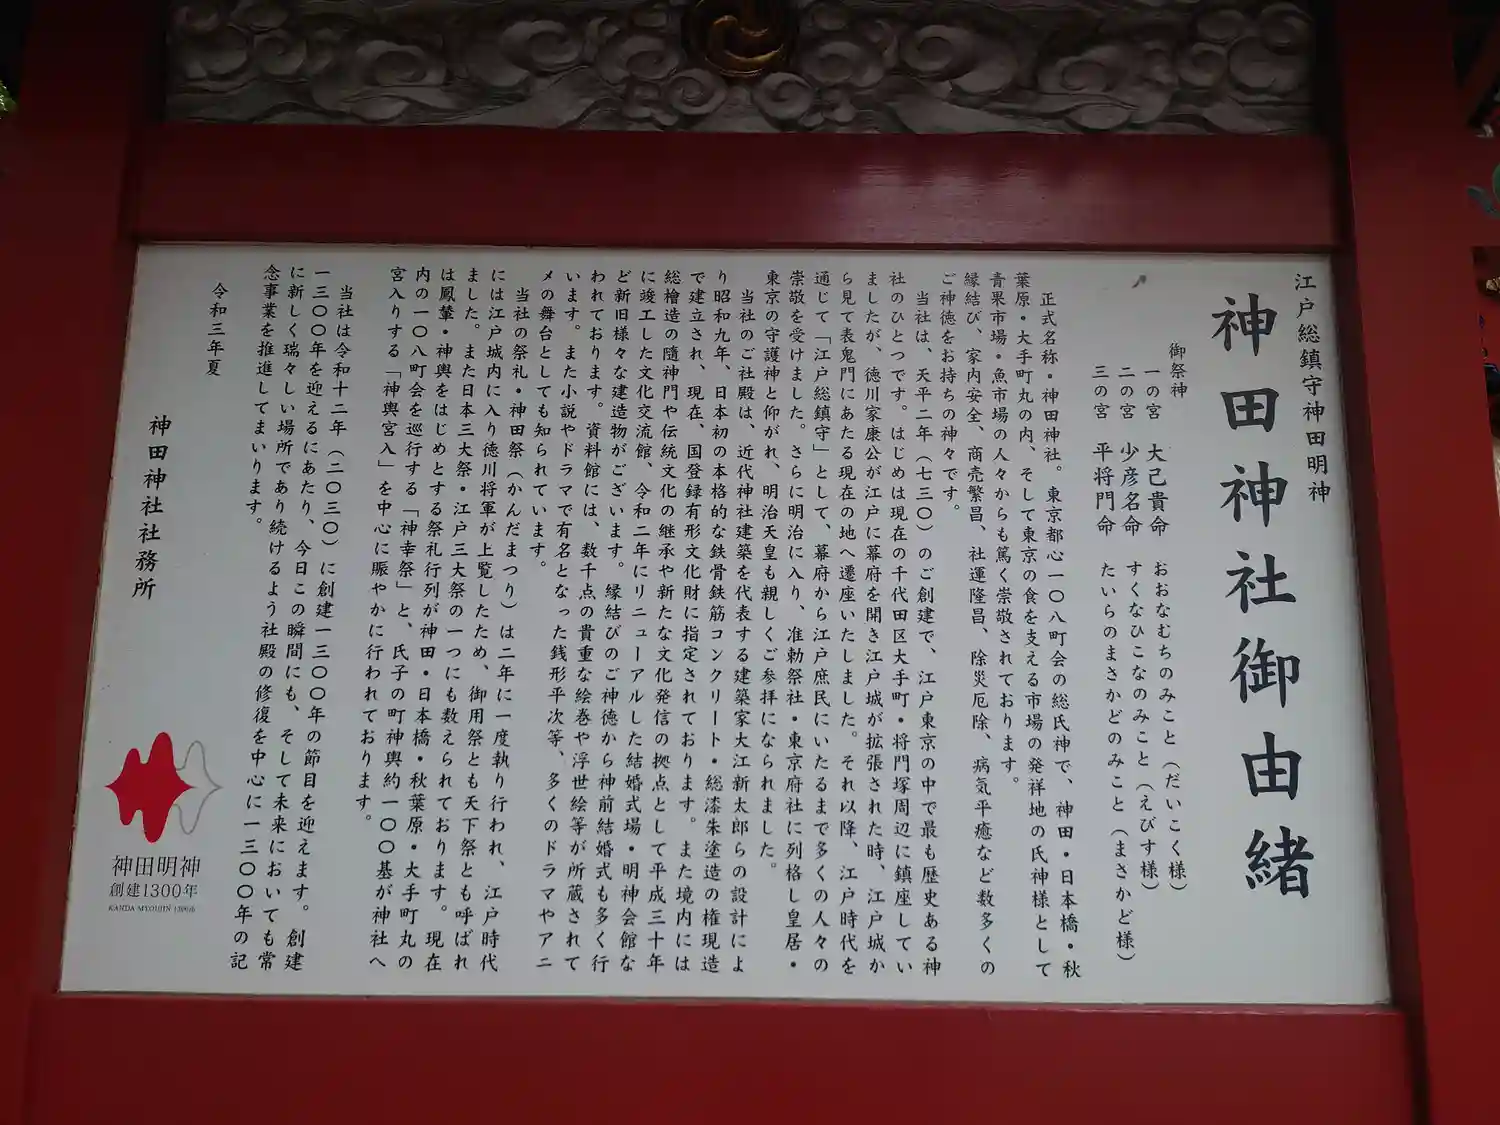 江戸総鎮守神田明神
神田神社御由緒
御祭神
一の宮　大己貴命　おおなむちのみこと（だいこく様）
二の宮　少彦名命　すくなひこなのみこと（えびす様）
三の宮　平将門命　たいらのまさかどのみこと（まさかど様）
正式名称・神田神社。東京都心一〇八町会の総氏神で、神田・日本橋・秋
葉原・大手町丸の内、そして東京の食を支える市場の発祥地の氏神様として
青果市場・魚市場の人々からも篤く崇敬されております。
縁結び、家内安全、商売繁昌、社運隆昌、除災厄除、病気平癒など数多くの
ご神徳をお持ちの神々です。
当社は、天平二年（七三〇）のご創建で、江戸東京の中で最も歴史ある神
社のひとつです。はじめは現在の千代田区大手町・将門塚周辺に鎮座してい
ましたが、徳川家康公が江戸に幕府を開き江戸城が拡張された時、江戸城か
ら見て表鬼門にあたる現在の地へ遷座いたしました。それ以降、江戸時代を
通じて「江戸総鎮守」として、幕府から江戸庶民にいたるまで多くの人々の
崇敬を受けました。さらに明治に入り、准勅祭社・東京府社に列格し皇居・
東京の守護神と仰がれ、明治天皇も親しくご参拝になられました。
当社のご社殿は、近代神社建築を代表する建築家大江新太郎らの設計によ
り昭和九年、日本初の本格的な鉄骨鉄筋コンクリート・総漆朱塗造の権現造
で建立され、現在、国登録有形文化財に指定されております。また境内には
総檜造の隨神門や伝統文化の継承や新たな文化発信の拠点として平成三十年
に竣工した文化交流館、令和二年にリニューアルした結婚式場・明神会館な
ど新旧様々な建造物がございます。縁結びのご神徳から神前結婚式も多く行
われております。資料館には、数千点の貴重な絵巻や浮世絵等が所蔵されて
います。また小説やドラマで有名となった銭形平次等、多くのドラマやアニ
メの舞台としても知られています。
当社の祭礼・神田祭（かんだまつり）は二年に一度執り行われ、江戸時代
には江戸城内に入り徳川将軍が上覧したため、御用祭とも天下祭とも呼ばれ
ました。また日本三大祭・江戸三大祭の一つにも数えられております。現在
は鳳輦・神輿をはじめとする祭礼行列が神田・日本橋・秋葉原・大手町丸の
内の一〇八町会を巡行する「神幸祭」と、氏子の町神輿約一〇〇基が神社へ
宮入りする「神輿宮入」を中心に賑やかに行われております。
当社は令和十二年（二〇三〇）に創建一三〇〇年の節目を迎えます。創建
一三〇〇年を迎えるにあたり、今日この瞬間にも、そして未来においても常
に新しく瑞々しい場所であり続けるよう社殿の修復を中心に一三〇〇年の記
念事業を推進してまいります。
令和三年夏
神田神社社務所
神田明神
創建1300年
KANDA MYOUJIN 1300th